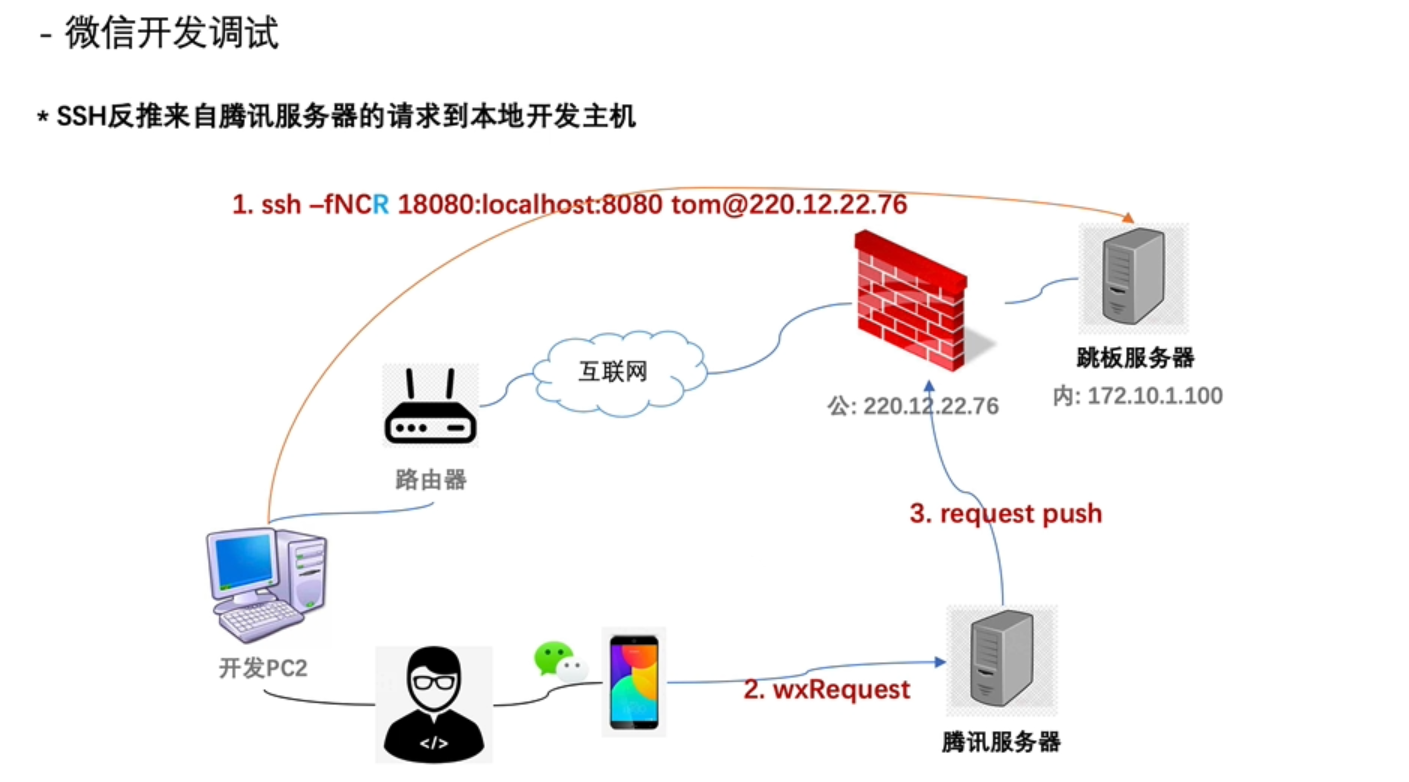 - 微信开发调试
* SSH反推来自腾讯服务器的请求到本地开发主机
1. ssh –fNCR 18080:localhost:8080 tom@220.12.22.76
互联网
跳板服务器
内: 172.10.1.100
公: 220.12.22.76
路由器
3. request push
开发PC2
2. wxRequest
</>
腾讯服务器